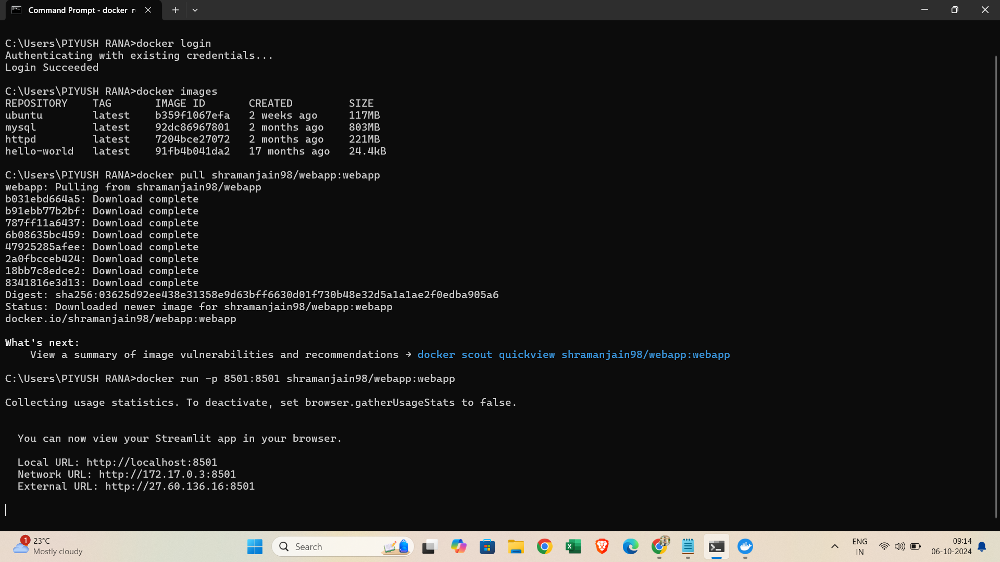 Command Prompt - docker r
C:\Users\PIYUSH RANA>docker login
Authenticating with existing credentials...
Login Succeeded
C:\Users\PIYUSH RANA>docker images
REPOSITORY TAG IMAGE ID CREATED SIZE
ubuntu latest b359f1067efa 2 weeks ago 117MB
mysql latest 92dc86967801 2 months ago 803MB
httpd latest 7204bce27072 2 months ago 221MB
hello-world latest 91fb4b041da2 17 months ago 24.4kB
C:\Users\PIYUSH RANA>docker pull shramanjain98/webapp:webapp
webapp: Pulling from shramanjain98/webapp
b031ebd664a5: Download complete
b91ebb77b2bf: Download complete
787ff11a6437: Download complete
6b08635bc459: Download complete
47925285afee: Download complete
2a0fbcceb424: Download complete
18bb7c8edce2: Download complete
8341816e3d13: Download complete
Digest: sha256:03625d92ee438e31358e9d63bff6630d01f730b48e32d5a1a1ae2f0edba905a6
Status: Downloaded newer image for shramanjain98/webapp:webapp
docker.io/shramanjain98/webapp:webapp
What's next:
View a summary of image vulnerabilities and recommendations → docker scout quickview shramanjain98/webapp:webapp
C:\Users\PIYUSH RANA>docker run -p 8501:8501 shramanjain98/webapp:webapp
Collecting usage statistics. To deactivate, set browser.gatherUsageStats to false.
You can now view your Streamlit app in your browser.
Local URL: http://localhost:8501
Network URL: http://172.17.0.3:8501
External URL: http://27.60.136.16:8501
1
23°C
Mostly cloudy
Search
ENG
IN
09:14
06-10-2024